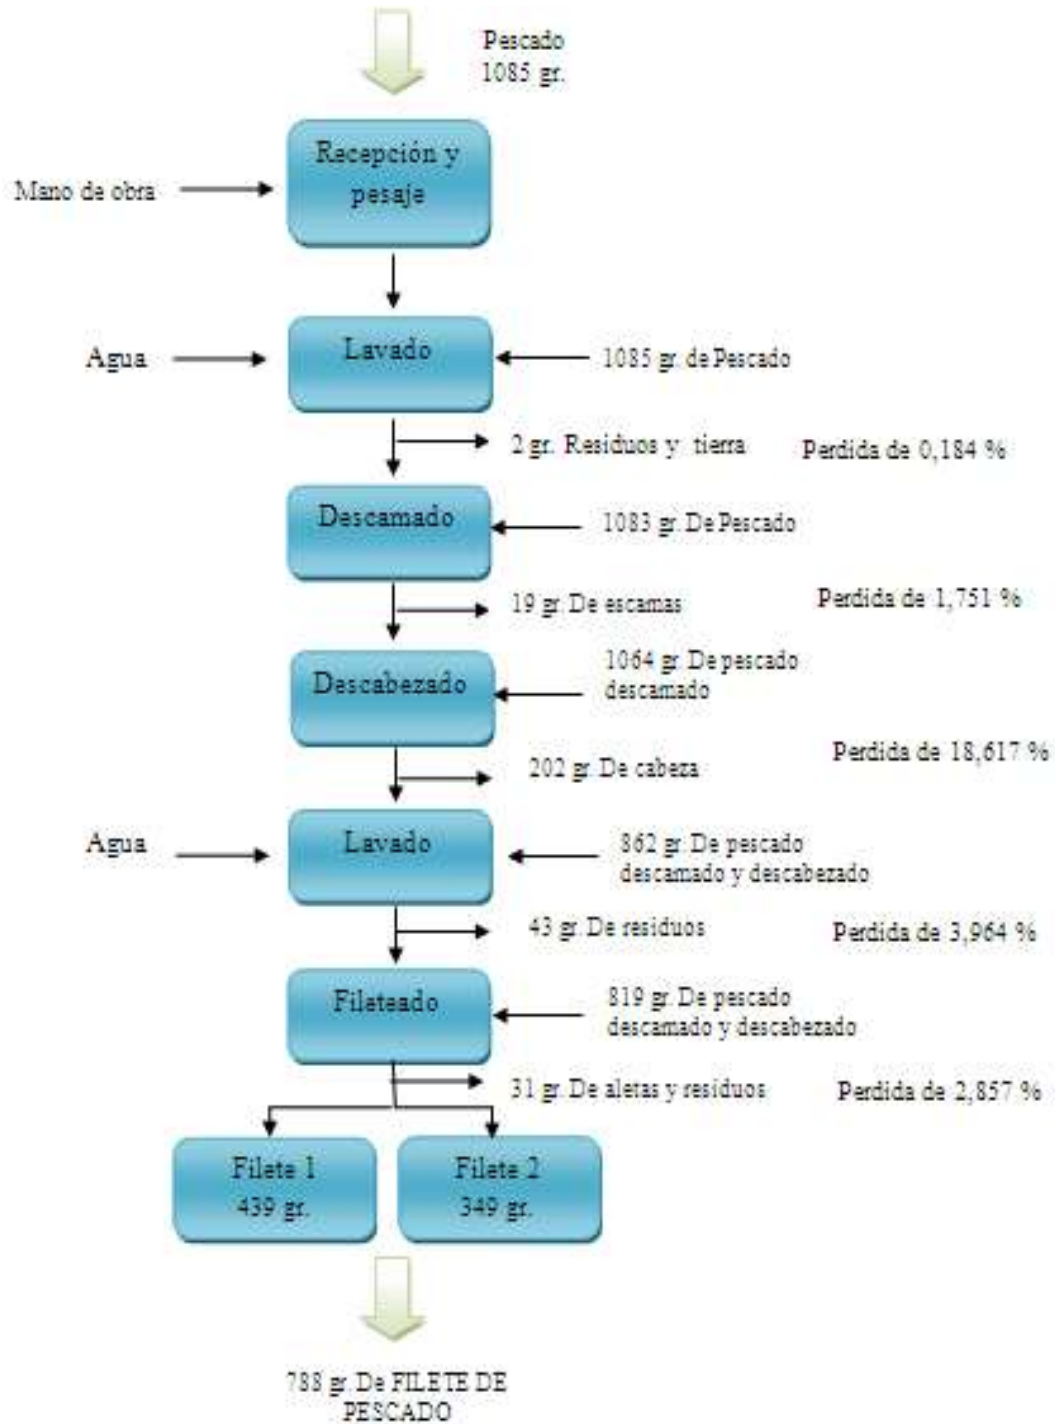 Pescado
1085 gr.
Recepción y
pesaje
Mano de obra
Lavado
Agua
1085 gr. de Pescado
2 gr. Residuos y tierra
Perdida de 0,184 %
Descamado
1083 gr. De Pescado
19 gr. De escamas
Perdida de 1,751 %
Descabezado
1064 gr. De pescado
descamado
202 gr. De cabeza
Perdida de 18,617 %
Lavado
Agua
862 gr. De pescado
descamado y descabezado
43 gr. De residuos
Perdida de 3,964 %
Fileteado
819 gr. De pescado
descamado y descabezado
31 gr. De aletas y residuos
Perdida de 2,857 %
Filete 1
439 gr.
Filete 2
349 gr.
788 gr. De FILETE DE
PESCADO